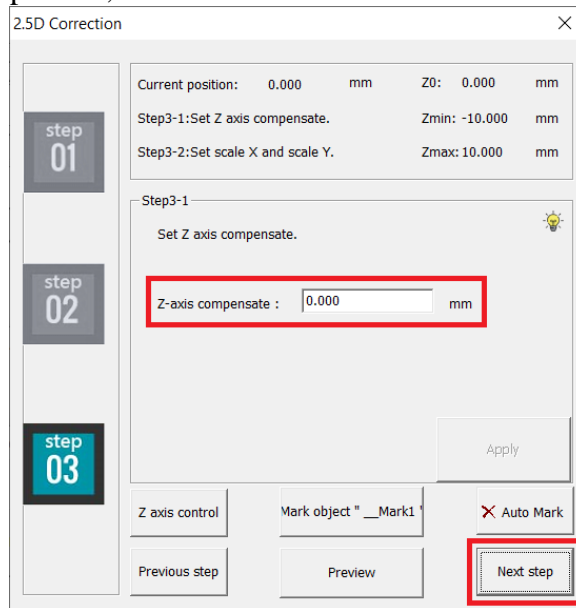 2.5D Correction
Current position: 0.000 mm Z0: 0.000 mm
Step3-1:Set Z axis compensate. Zmin: -10.000 mm
Step3-2:Set scale X and scale Y. Zmax: 10.000 mm
step
01
Step3-1
Set Z axis compensate.
step
02
Z-axis compensate : 0.000 mm
step
03
Apply
Z axis control Mark object " __Mark1 ' Auto Mark
Previous step Preview Next step